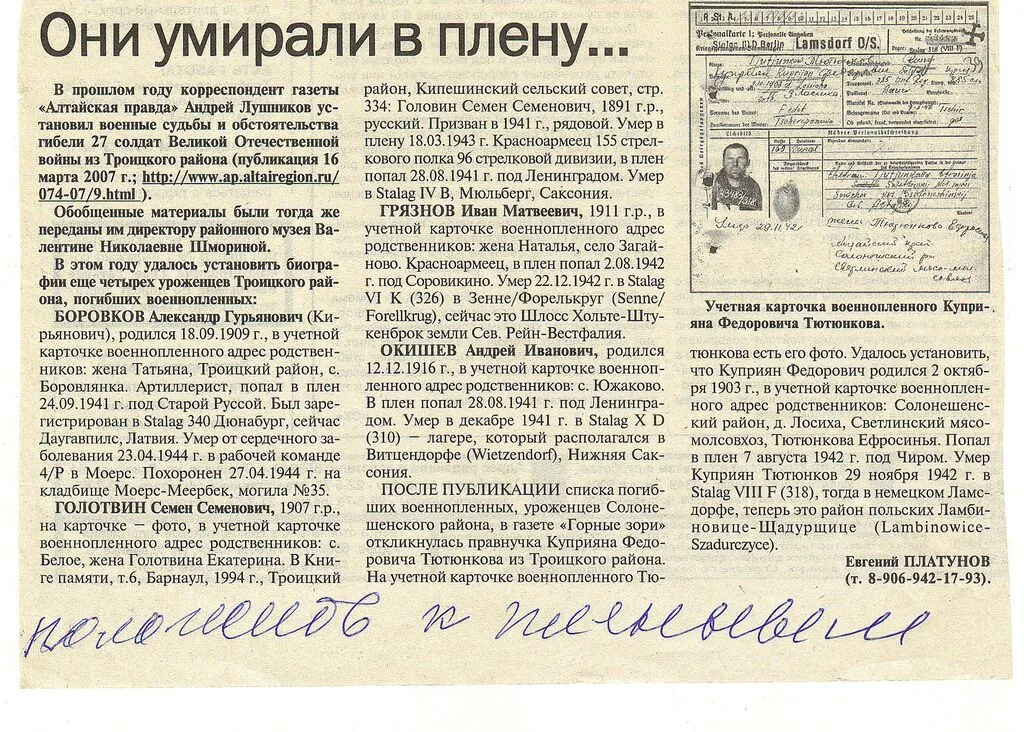 Они умирали в плену...
В прошлом году корреспондент газеты
«Алтайская правда» Андрей Лушников ус-
тановил военные судьбы и обстоятельства
гибели 27 солдат Великой Отечественной
войны из Троицкого района (публикация 16
марта 2007 г.; http://www.ap.altairegion.ru/
074-07/9.html ).
Обобщенные материалы были тогда же
переданы им директору районного музея Ва-
лентине Николаевне Шмориной.
В этом году удалось установить биогра-
фии еще четырех уроженцев Троицкого рай-
она, погибших военнопленных:
БОРОВКОВ Александр Гурьянович (Ки-
рьянович), родился 18.09.1909 г., в учетной
карточке военнопленного адрес родствен-
ников: жена Татьяна, Троицкий район, с.
Боровлянка. Артиллерист, попал в плен
24.09.1941 г. под Старой Руссой. Был заре-
гистрирован в Stalag 340 Дюнабург, сейчас
Даугавпилс, Латвия. Умер от сердечного за-
болевания 23.04.1944 г. в рабочей команде
4/Р в Моерс. Похоронен 27.04.1944 г. на
кладбище Моерс-Меербек, могила №35.
ГОЛОТВИН Семен Семенович, 1907 г.р.,
на карточке – фото, в учетной карточке
военнопленного адрес родственников: с.
Белое, жена Голотвина Екатерина. В Кни-
ге памяти, т.6, Барнаул, 1994 г., Троицкий
район, Кипешинский сельский совет, стр.
334: Головин Семен Семенович, 1891 г.р.,
русский. Призван в 1941 г., рядовой. Умер в
плену 18.03.1943 г. Красноармеец 155 стрел-
кового полка 96 стрелковой дивизии, в плен
попал 28.08.1941 г. под Ленинградом. Умер
в Stalag IV B, Мюльберг, Саксония.
ГРЯЗНОВ Иван Матвеевич, 1911 г.р., в
учетной карточке военнопленного адрес
родственников: жена Наталья, село Загай-
ново. Красноармеец, в плен попал 2.08.1942
г. под Соровикино. Умер 22.12.1942 г. в Stalag
VI K (326) в Зенне/Форелькруг (Senne/
Forellkrug), сейчас это Шлосс Хольте-Шту-
кенброк земли Сев. Рейн-Вестфалия.
ОКИШЕВ Андрей Иванович, родился
12.12.1916 г., в учетной карточке военноп-
ленного адрес родственников: с. Южаково.
В плен попал 28.08.1941 г. под Ленингра-
дом. Умер в декабре 1941 г. в Stalag X D
(310) – лагере, который располагался в
Витцендорфе (Wietzendorf), Нижняя Сак-
сония.
ПОСЛЕ ПУБЛИКАЦИИ списка погиб-
ших военнопленных, уроженцев Солоне-
шенского района, в газете «Горные зори»
откликнулась правнучка Куприяна Федо-
ровича Тютюнкова из Троицкого района.
На учетной карточке военнопленного Тю-
Personalkarte I: Personelle Angaben
Stalag III D Berlin
Lamsdorf O/S.
Stalag 318 (VIII F)
Учетная карточка военнопленного Купри-
яна Федоровича Тютюнкова.
тюнкова есть его фото. Удалось установить,
что Куприян Федорович родился 2 октяб-
ря 1903 г., в учетной карточке военноплен-
ного адрес родственников: Солонешенс-
кий район, д. Лосиха, Светлинский мясо-
молсовхоз, Тютюнкова Ефросинья. Попал
в плен 7 августа 1942 г. под Чиром. Умер
Куприян Тютюнков 29 ноября 1942 г. в
Stalag VIII F (318), тогда в немецком Ламс-
дорфе, теперь это район польских Ламби-
новице-Щадурщице (Lambinowice-
Szadurczyce).
Евгений ПЛАТУНОВ
(т. 8-906-942-17-93).